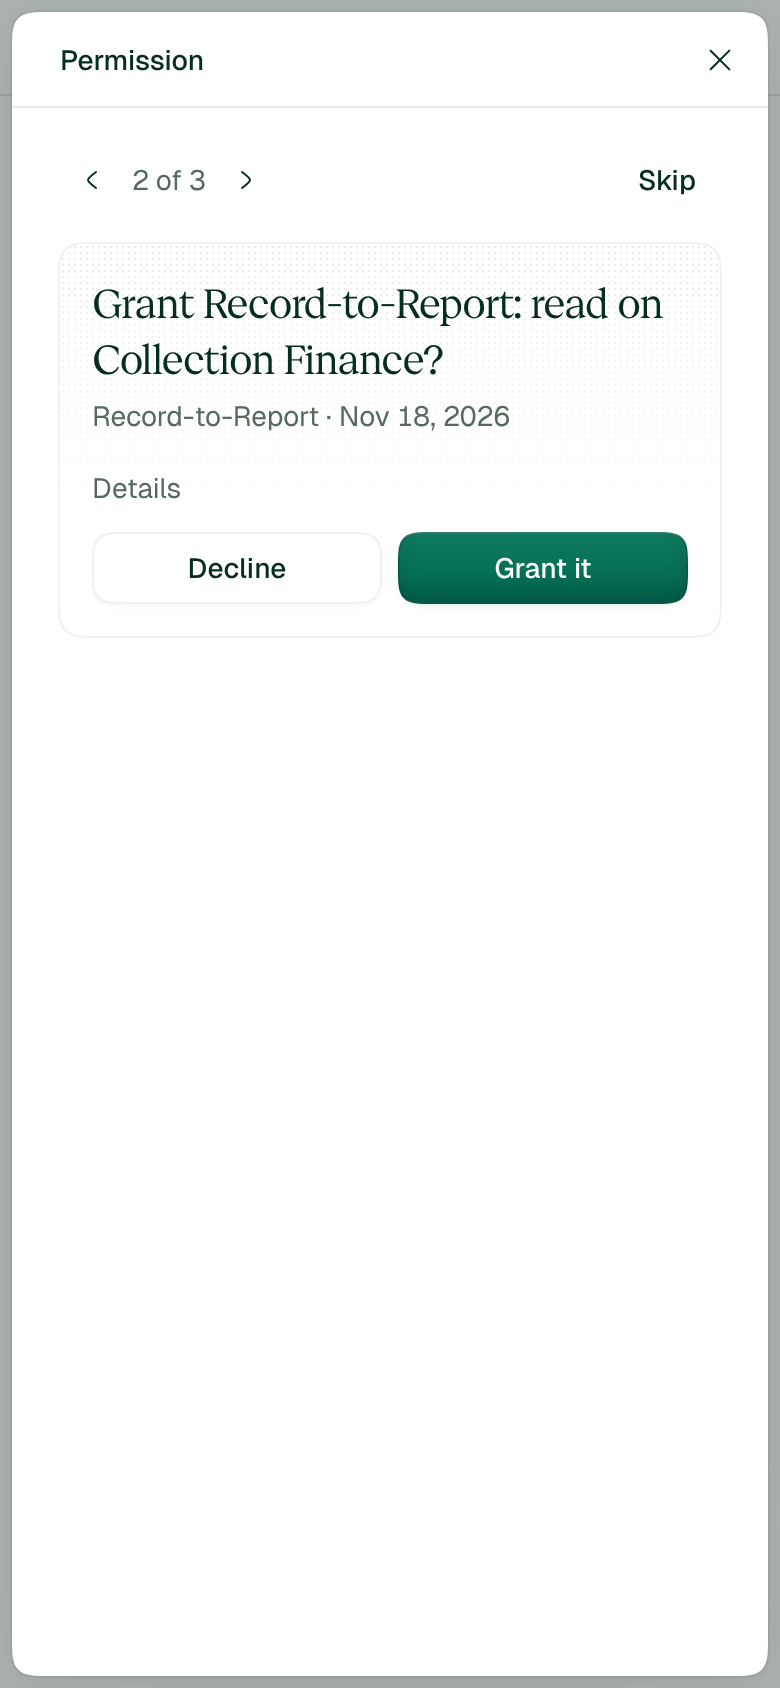 Permission
2 of 3
Skip
Grant Record-to-Report: read on
Collection Finance?
Record-to-Report · Nov 18, 2026
Details
Decline
Grant it